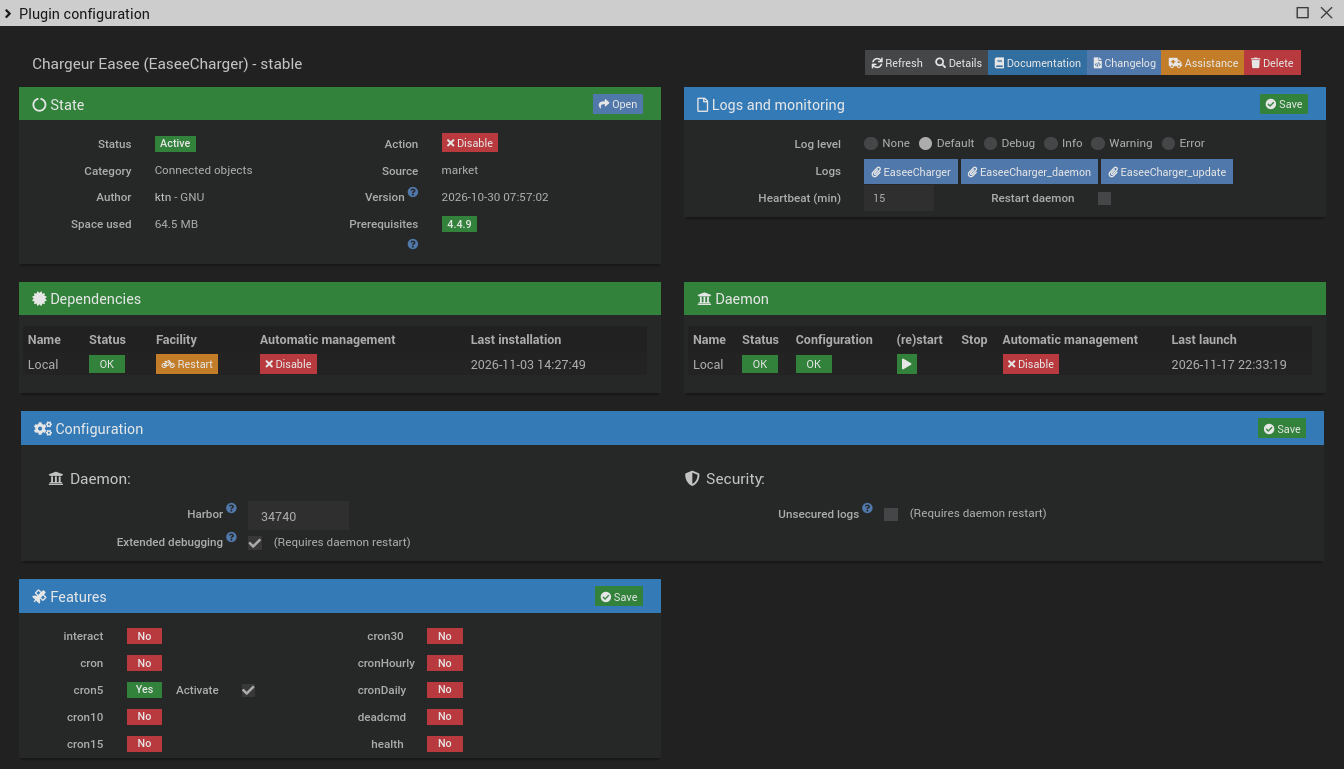 Plugin configuration
Chargeur Easee (EaseeCharger) - stable
Refresh Details Documentation Changelog Assistance Delete
State Open
Status Active Action Disable
Category Connected objects Source market
Author ktn - GNU Version 2026-10-30 07:57:02
Space used 64.5 MB Prerequisites 4.4.9
Logs and monitoring Save
Log level None Default Debug Info Warning Error
Logs EaseeCharger EaseeCharger_daemon EaseeCharger_update
Heartbeat (min) 15 Restart daemon
Dependencies
Name Status Facility Automatic management Last installation
Local OK Restart Disable 2026-11-03 14:27:49
Daemon
Name Status Configuration (re)start Stop Automatic management Last launch
Local OK OK Disable 2026-11-17 22:33:19
Configuration Save
Daemon:
Harbor 34740
Extended debugging (Requires daemon restart)
Security:
Unsecured logs (Requires daemon restart)
Features Save
interact No cron30 No
cron No cronHourly No
cron5 Yes Activate cronDaily No
cron10 No deadcmd No
cron15 No health No